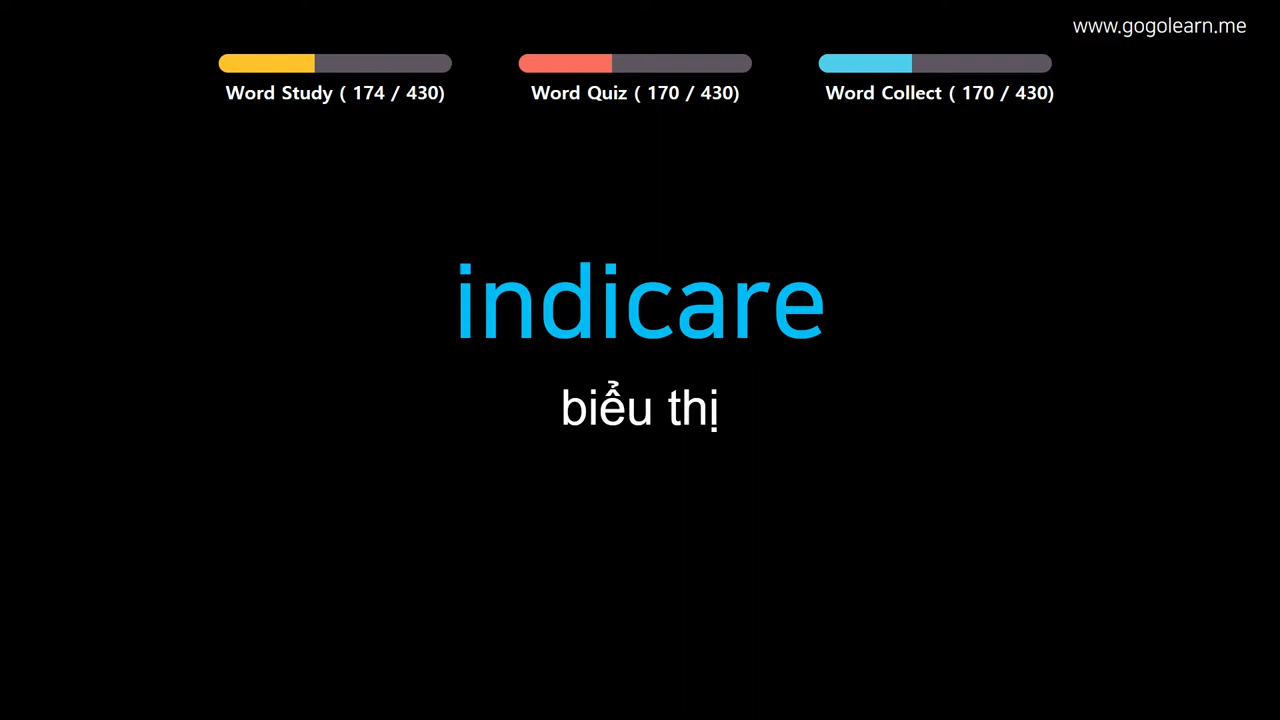 www.gogolearn.me
Word Study ( 174 / 430)
Word Quiz ( 170 / 430)
Word Collect ( 170 / 430)
indicare
biểu thị